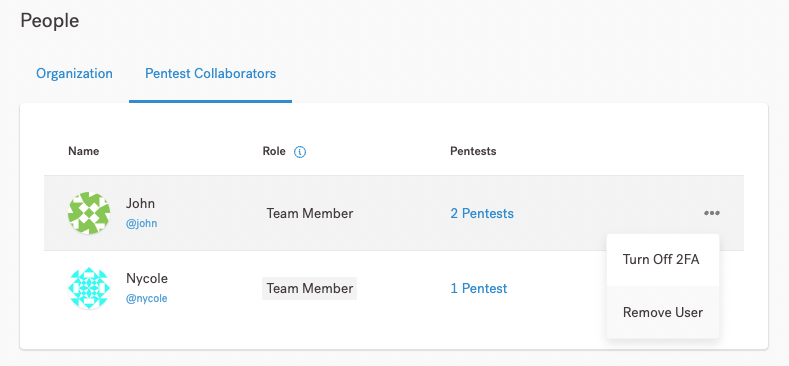 People
Organization Pentest Collaborators
Name Role Pentests
John
@john
Team Member
2 Pentests
Turn Off 2FA
Nycole
@nycole
Team Member
1 Pentest
Remove User